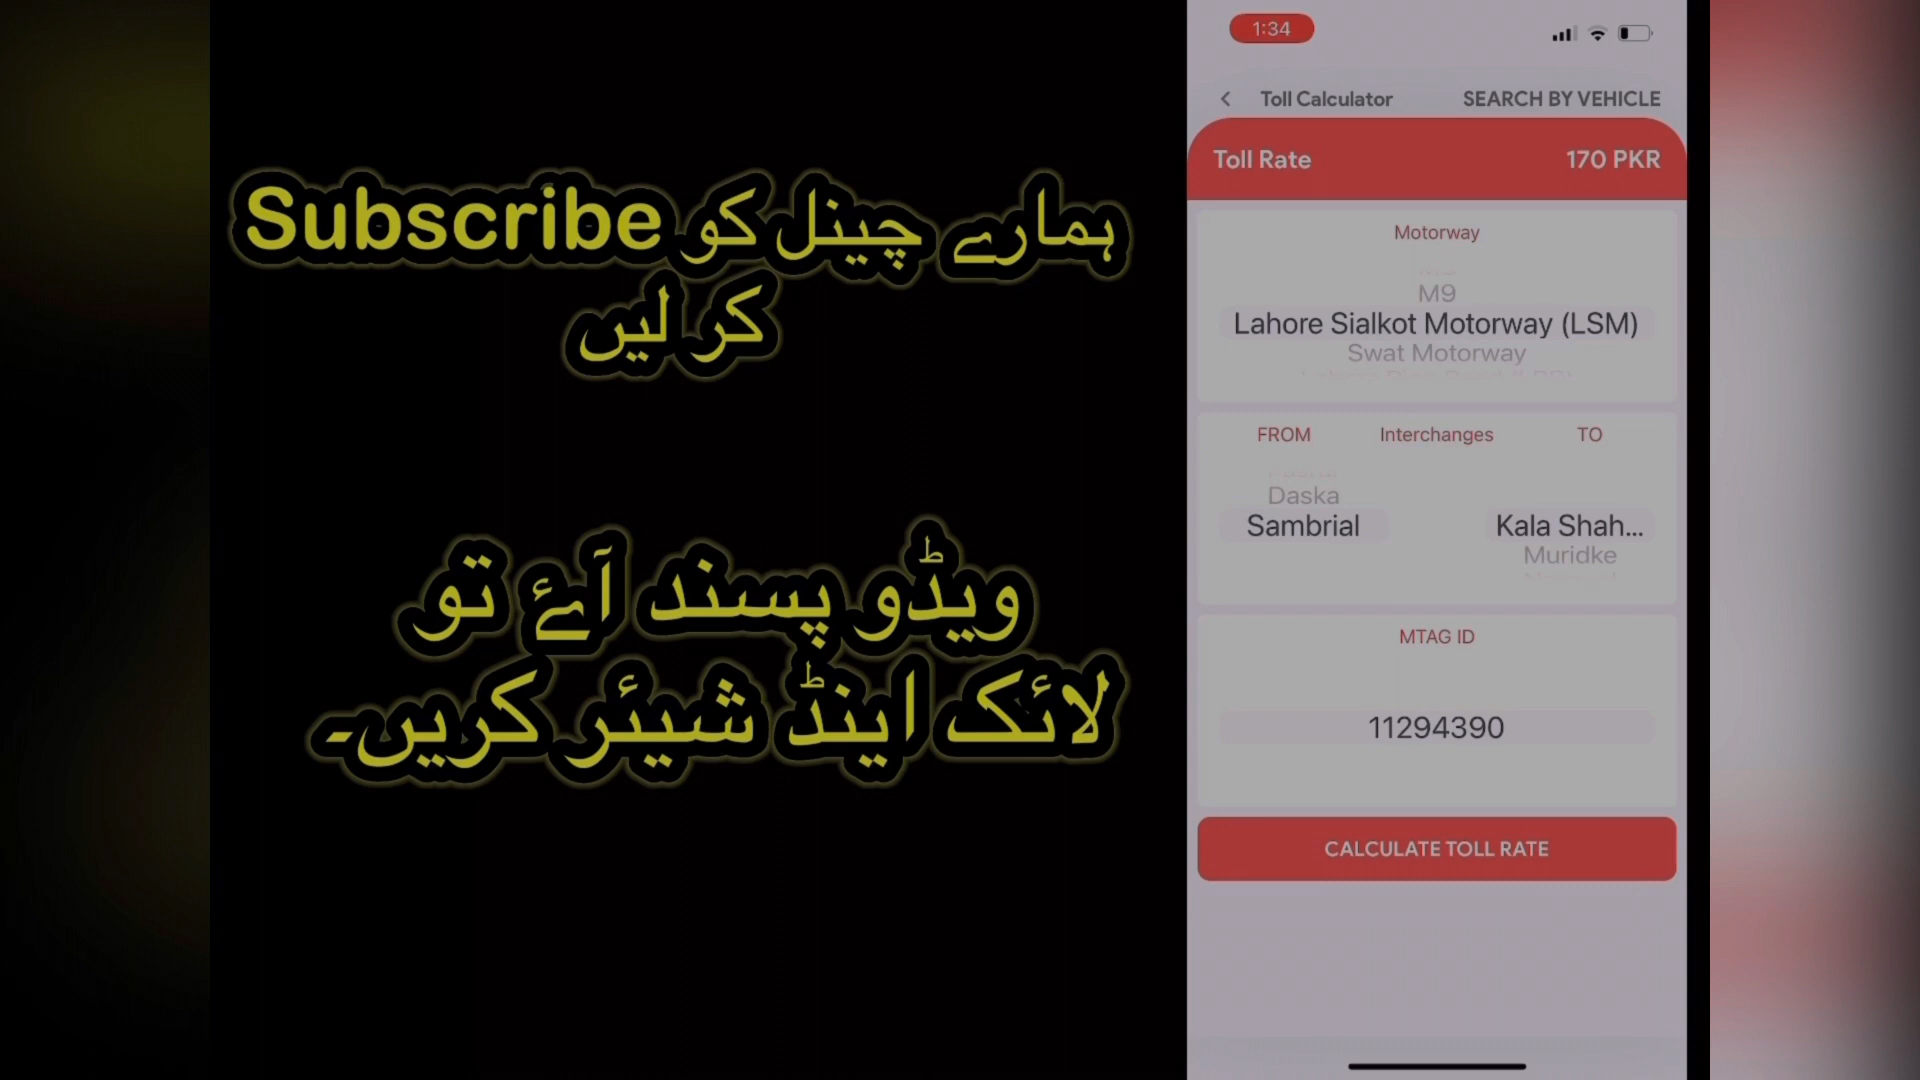 ہمارے چینل کو Subscribe
کر لیں
ویڈو پسند آۓ تو
لائک اینڈ شیئر کریں۔
1:34
Toll Calculator
SEARCH BY VEHICLE
Toll Rate
170 PKR
Motorway
M9
Lahore Sialkot Motorway (LSM)
Swat Motorway
FROM
Interchanges
TO
Daska
Sambrial
Kala Shah...
Muridke
MTAG ID
11294390
CALCULATE TOLL RATE